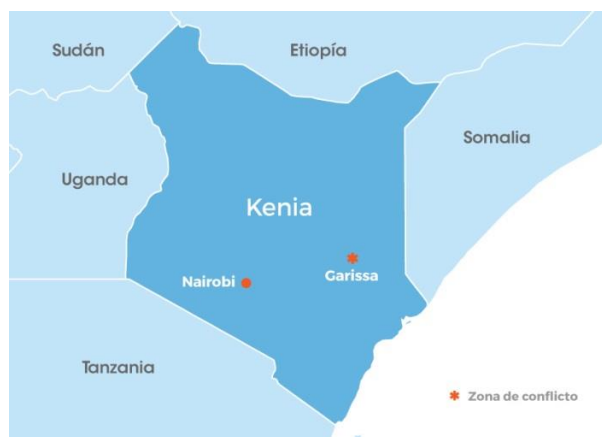 Sudán
Etiopía
Somalia
Uganda
Kenia
Nairobi
Garissa
Tanzania
Zona de conflicto